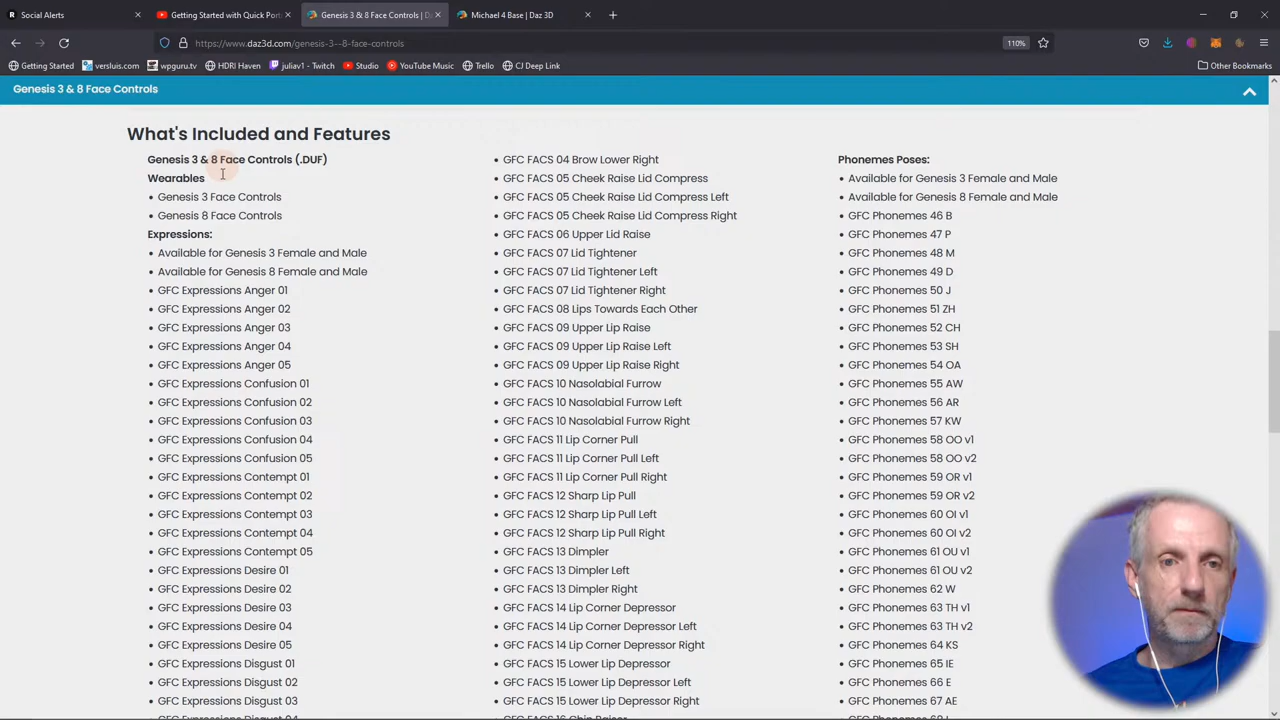 Social Alerts
Getting Started with Quick Port
Genesis 3 & 8 Face Controls | D
Michael 4 Base | Daz 3D
https://www.daz3d.com/genesis-3--8-face-controls
110%
Getting Started
versluis.com
wpguru.tv
HDRI Haven
juliav1 - Twitch
Studio
YouTube Music
Trello
CJ Deep Link
Other Bookmarks
Genesis 3 & 8 Face Controls
What's Included and Features
Genesis 3 & 8 Face Controls (.DUF)
Wearables
Genesis 3 Face Controls
Genesis 8 Face Controls
Expressions:
Available for Genesis 3 Female and Male
Available for Genesis 8 Female and Male
GFC Expressions Anger 01
GFC Expressions Anger 02
GFC Expressions Anger 03
GFC Expressions Anger 04
GFC Expressions Anger 05
GFC Expressions Confusion 01
GFC Expressions Confusion 02
GFC Expressions Confusion 03
GFC Expressions Confusion 04
GFC Expressions Confusion 05
GFC Expressions Contempt 01
GFC Expressions Contempt 02
GFC Expressions Contempt 03
GFC Expressions Contempt 04
GFC Expressions Contempt 05
GFC Expressions Desire 01
GFC Expressions Desire 02
GFC Expressions Desire 03
GFC Expressions Desire 04
GFC Expressions Desire 05
GFC Expressions Disgust 01
GFC Expressions Disgust 02
GFC Expressions Disgust 03
GFC Expressions Disgust 04
GFC FACS 04 Brow Lower Right
GFC FACS 05 Cheek Raise Lid Compress
GFC FACS 05 Cheek Raise Lid Compress Left
GFC FACS 05 Cheek Raise Lid Compress Right
GFC FACS 06 Upper Lid Raise
GFC FACS 07 Lid Tightener
GFC FACS 07 Lid Tightener Left
GFC FACS 07 Lid Tightener Right
GFC FACS 08 Lips Towards Each Other
GFC FACS 09 Upper Lip Raise
GFC FACS 09 Upper Lip Raise Left
GFC FACS 09 Upper Lip Raise Right
GFC FACS 10 Nasolabial Furrow
GFC FACS 10 Nasolabial Furrow Left
GFC FACS 10 Nasolabial Furrow Right
GFC FACS 11 Lip Corner Pull
GFC FACS 11 Lip Corner Pull Left
GFC FACS 11 Lip Corner Pull Right
GFC FACS 12 Sharp Lip Pull
GFC FACS 12 Sharp Lip Pull Left
GFC FACS 12 Sharp Lip Pull Right
GFC FACS 13 Dimpler
GFC FACS 13 Dimpler Left
GFC FACS 13 Dimpler Right
GFC FACS 14 Lip Corner Depressor
GFC FACS 14 Lip Corner Depressor Left
GFC FACS 14 Lip Corner Depressor Right
GFC FACS 15 Lower Lip Depressor
GFC FACS 15 Lower Lip Depressor Left
GFC FACS 15 Lower Lip Depressor Right
GFC FACS 16 Chin Raiser
Phonemes Poses:
Available for Genesis 3 Female and Male
Available for Genesis 8 Female and Male
GFC Phonemes 46 B
GFC Phonemes 47 P
GFC Phonemes 48 M
GFC Phonemes 49 D
GFC Phonemes 50 J
GFC Phonemes 51 ZH
GFC Phonemes 52 CH
GFC Phonemes 53 SH
GFC Phonemes 54 OA
GFC Phonemes 55 AW
GFC Phonemes 56 AR
GFC Phonemes 57 KW
GFC Phonemes 58 OO v1
GFC Phonemes 58 OO v2
GFC Phonemes 59 OR v1
GFC Phonemes 59 OR v2
GFC Phonemes 60 OI v1
GFC Phonemes 60 OI v2
GFC Phonemes 61 OU v1
GFC Phonemes 61 OU v2
GFC Phonemes 62 W
GFC Phonemes 63 TH v1
GFC Phonemes 63 TH v2
GFC Phonemes 64 KS
GFC Phonemes 65 IE
GFC Phonemes 66 E
GFC Phonemes 67 AE
GFC Phonemes 68